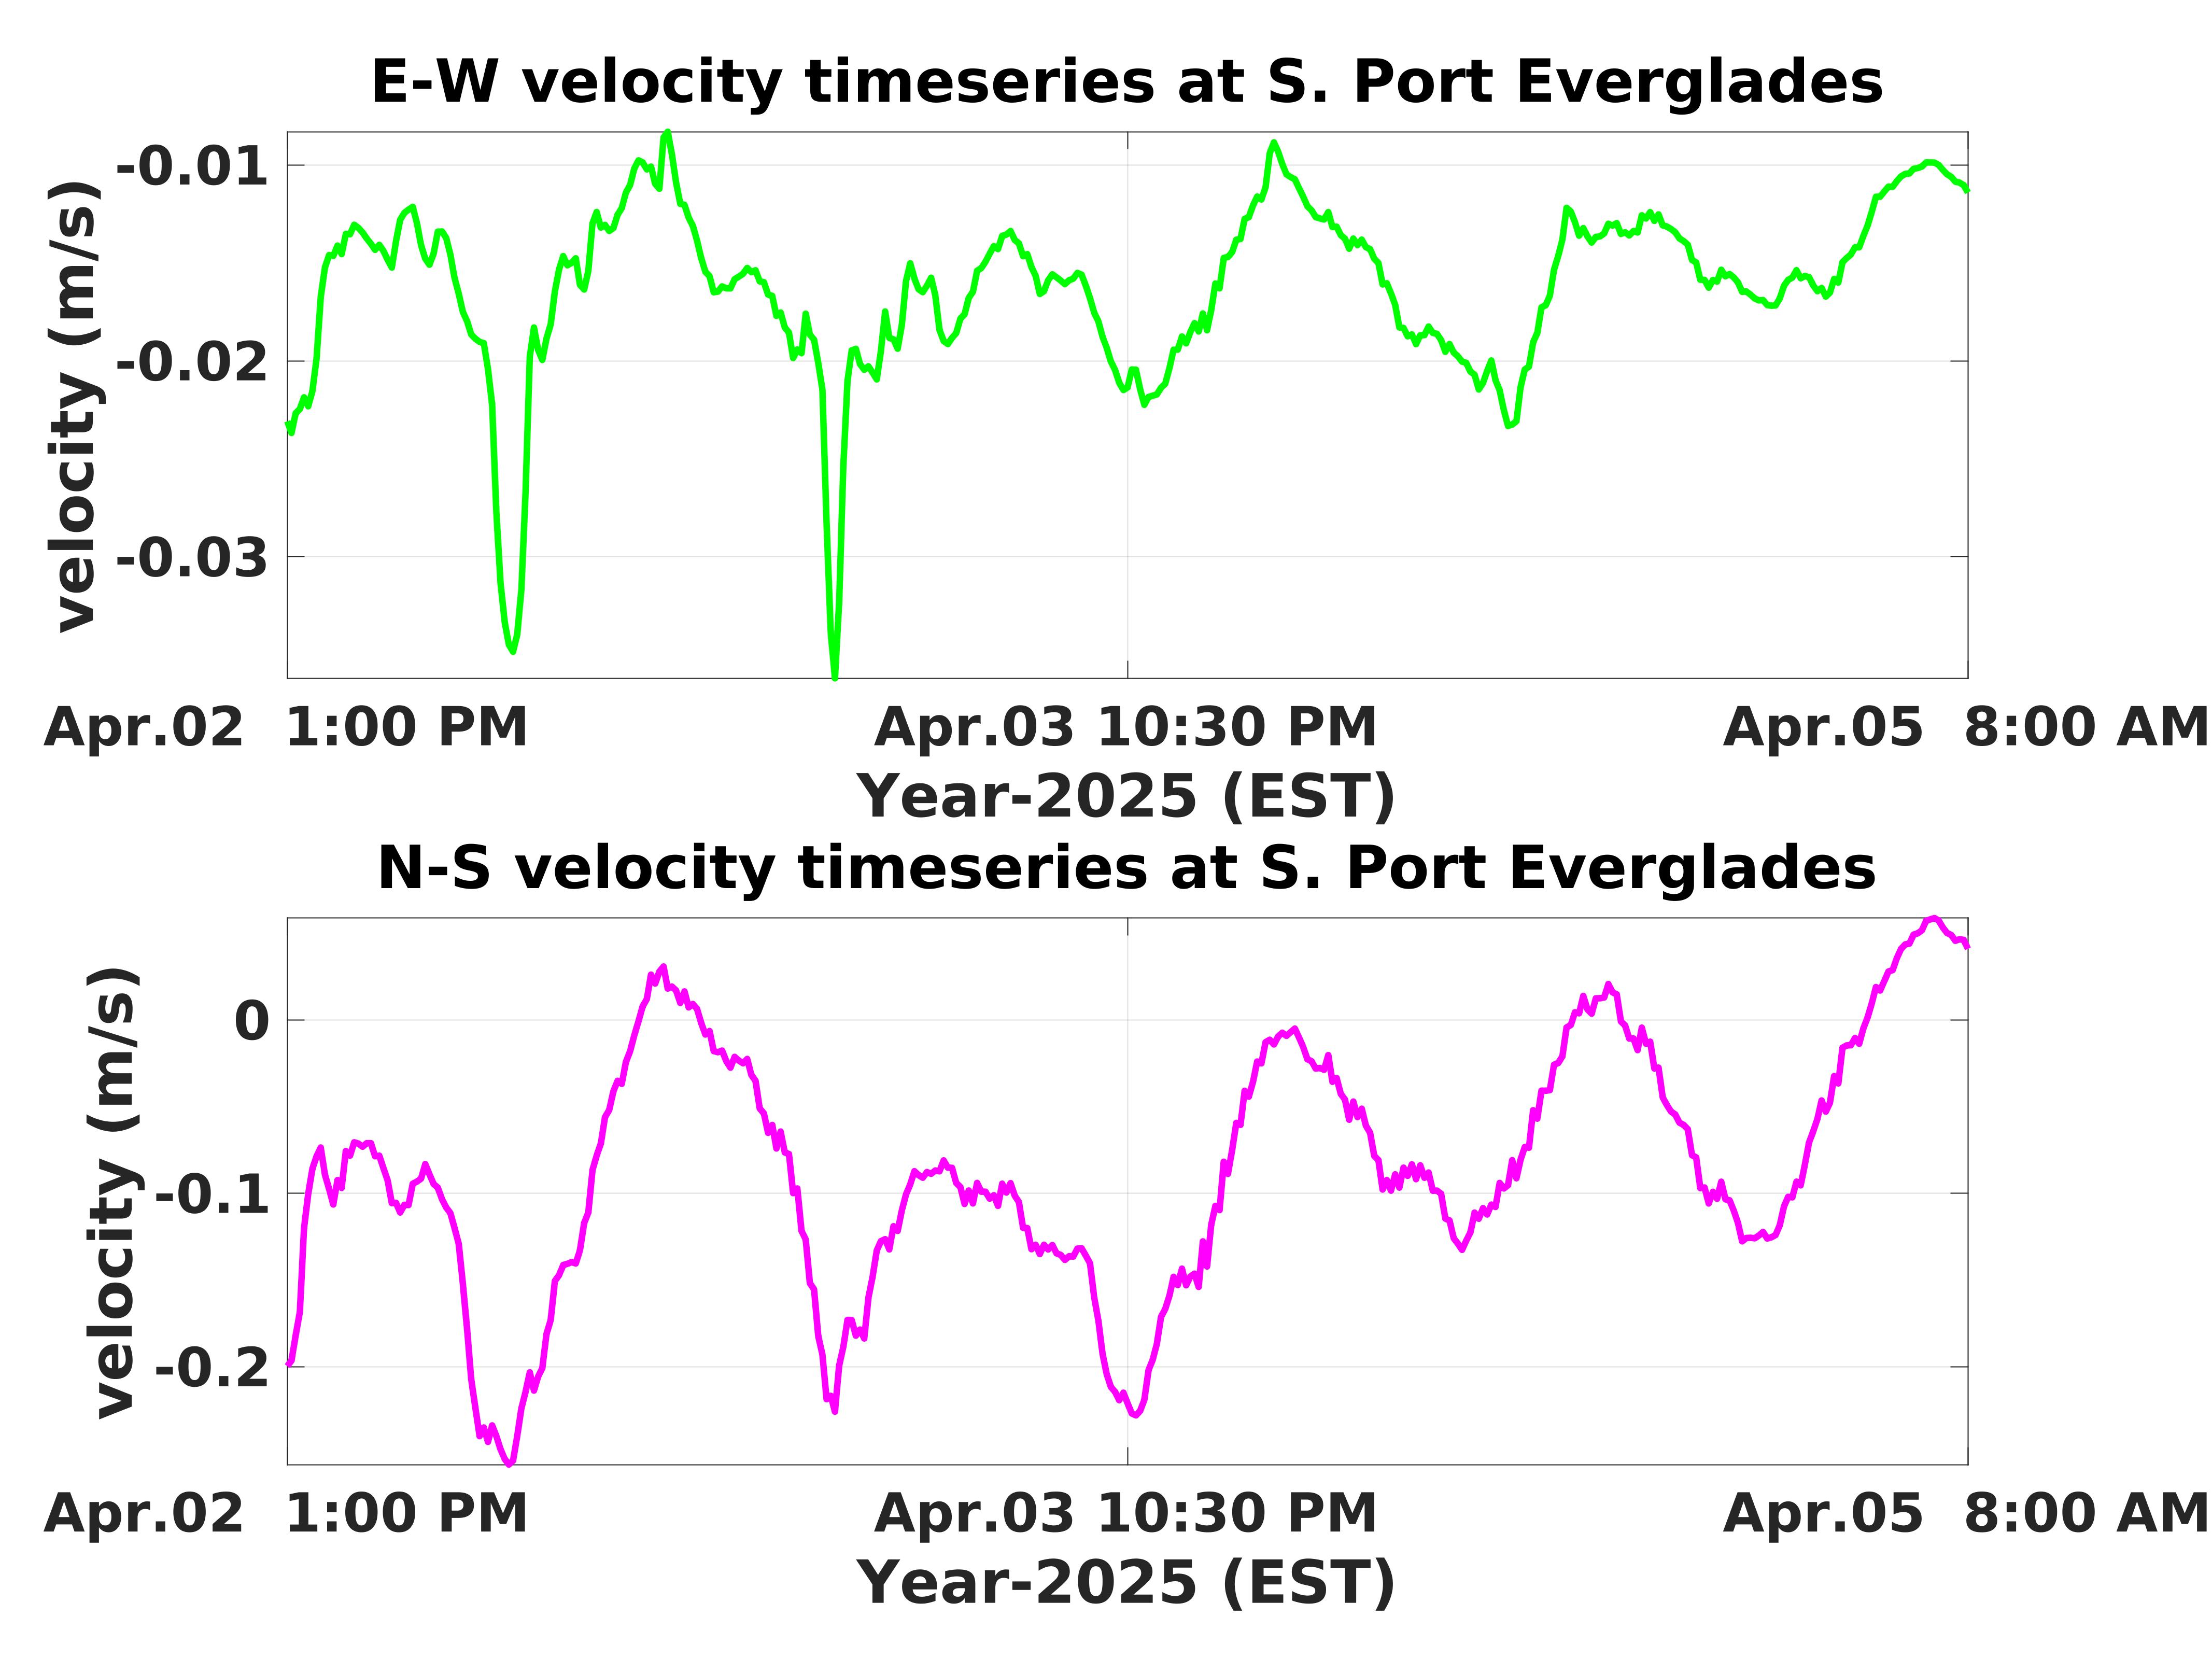 E-W velocity timeseries at S. Port Everglades
velocity (m/s)
-0.01
-0.02
-0.03
Apr.02  1:00 PM Apr.03 10:30 PM Apr.05  8:00 AM
Year-2025 (EST)
N-S velocity timeseries at S. Port Everglades
velocity (m/s)
0
-0.1
-0.2
Apr.02  1:00 PM Apr.03 10:30 PM Apr.05  8:00 AM
Year-2025 (EST)